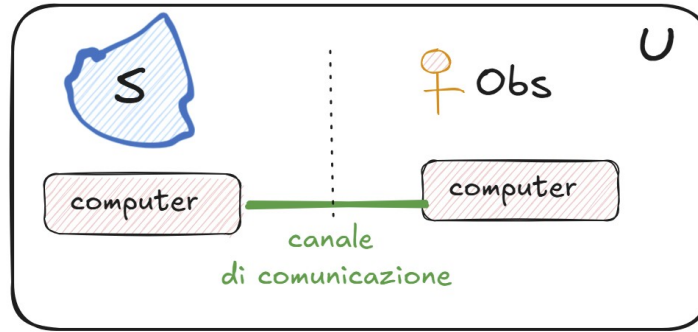 S
Obs
U
computer
computer
canale
di comunicazione